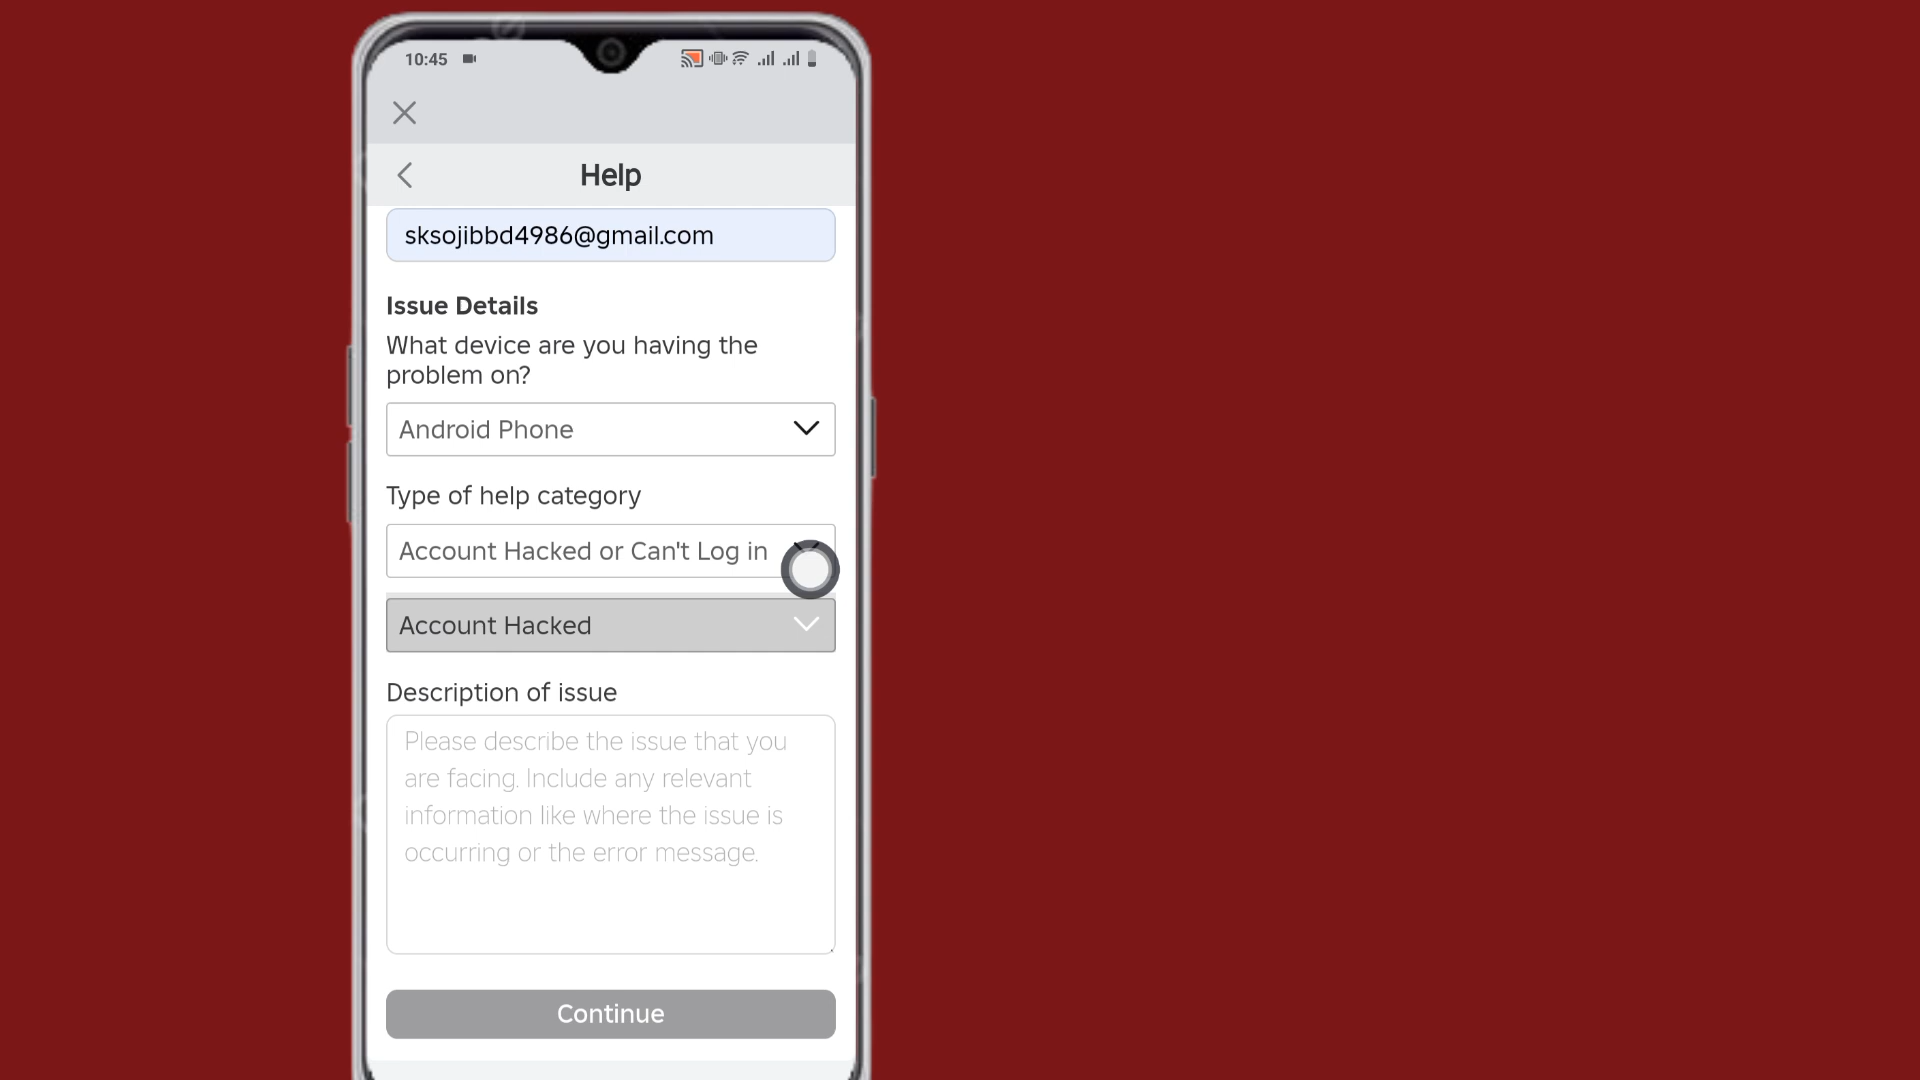 10:45
Help
sksojibbd4986@gmail.com
Issue Details
What device are you having the
problem on?
Android Phone
Type of help category
Account Hacked or Can't Log in
Account Hacked
Description of issue
Please describe the issue that you
are facing. Include any relevant
information like where the issue is
occurring or the error message.
Continue